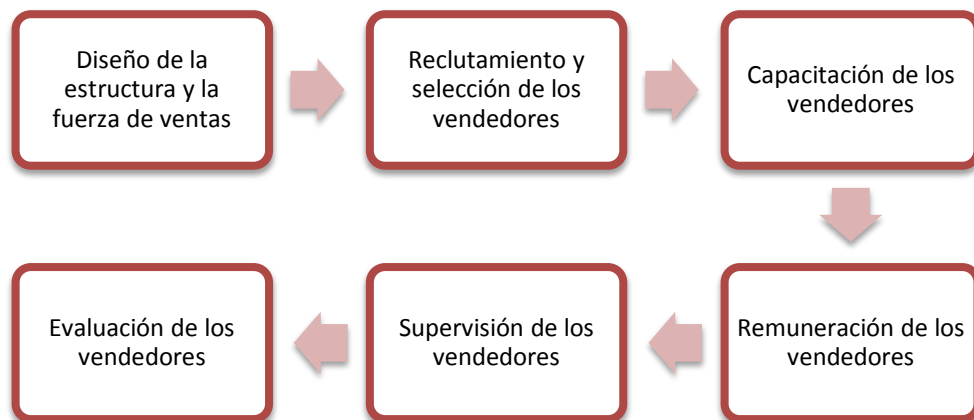 Diseño de la
estructura y la
fuerza de ventas
Reclutamiento y
selección de los
vendedores
Capacitación de los
vendedores
Remuneración de los
vendedores
Supervisión de los
vendedores
Evaluación de los
vendedores